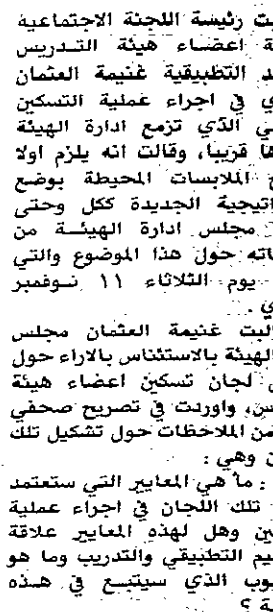 ت رئيسة اللجنة الاجتماعية
ة اعضاء هيئة التدريس
د التطبيقية غنيمة العثمان
ي في اجراء عملية التسكين
ي الذي تزمع ادارة الهيئة
ها قريبا، وقالت انه يلزم اولا
ح الملابسات المحيطة بوضع
اتيجية الجديدة ككل وحتى
مجلس ادارة الهيئة من
اته حول هذا الموضوع والتي
يوم الثلاثاء ١١ نوفمبر
ي .
البت غنيمة العثمان مجلس
الهيئة بالاستئناس بالاراء حول
لجان تسكين اعضاء هيئة
س، واوردت في تصريح صحفي
من الملاحظات حول تشكيل تلك
ن وهي :
: ما هي المعايير التي ستعتمد
تلك اللجان في اجراء عملية
ين وهل لهذه المعايير علاقة
يم التطبيقي والتدريب وما هو
وب الذي سيتبع في هذه
ة ؟